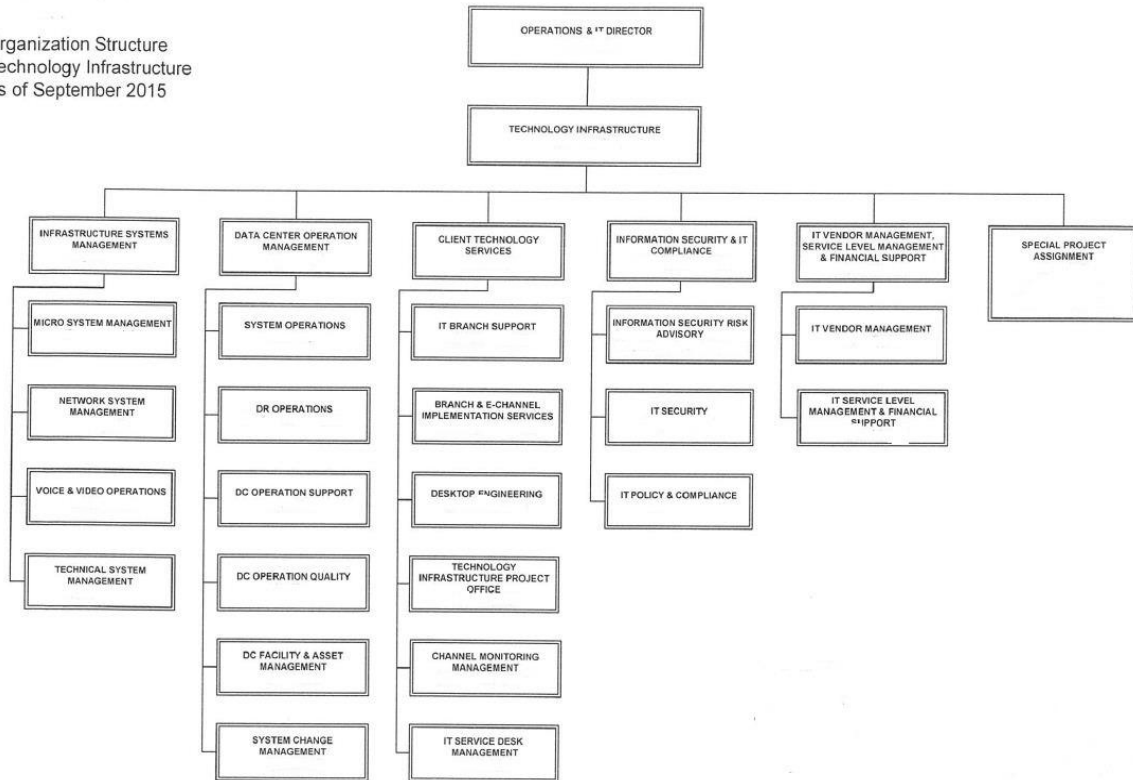 rganization Structure
echnology Infrastructure
s of September 2015
OPERATIONS & IT DIRECTOR
TECHNOLOGY INFRASTRUCTURE
INFRASTRUCTURE SYSTEMS
MANAGEMENT
MICRO SYSTEM MANAGEMENT
NETWORK SYSTEM
MANAGEMENT
VOICE & VIDEO OPERATIONS
TECHNICAL SYSTEM
MANAGEMENT
DATA CENTER OPERATION
MANAGEMENT
SYSTEM OPERATIONS
DR OPERATIONS
DC OPERATION SUPPORT
DC OPERATION QUALITY
DC FACILITY & ASSET
MANAGEMENT
SYSTEM CHANGE
MANAGEMENT
CLIENT TECHNOLOGY
SERVICES
IT BRANCH SUPPORT
BRANCH & E-CHANNEL
IMPLEMENTATION SERVICES
DESKTOP ENGINEERING
TECHNOLOGY
INFRASTRUCTURE PROJECT
OFFICE
CHANNEL MONITORING
MANAGEMENT
IT SERVICE DESK
MANAGEMENT
INFORMATION SECURITY & IT
COMPLIANCE
INFORMATION SECURITY RISK
ADVISORY
IT SECURITY
IT POLICY & COMPLIANCE
IT VENDOR MANAGEMENT,
SERVICE LEVEL MANAGEMENT
& FINANCIAL SUPPORT
IT VENDOR MANAGEMENT
IT SERVICE LEVEL
MANAGEMENT & FINANCIAL
SUPPORT
SPECIAL PROJECT
ASSIGNMENT